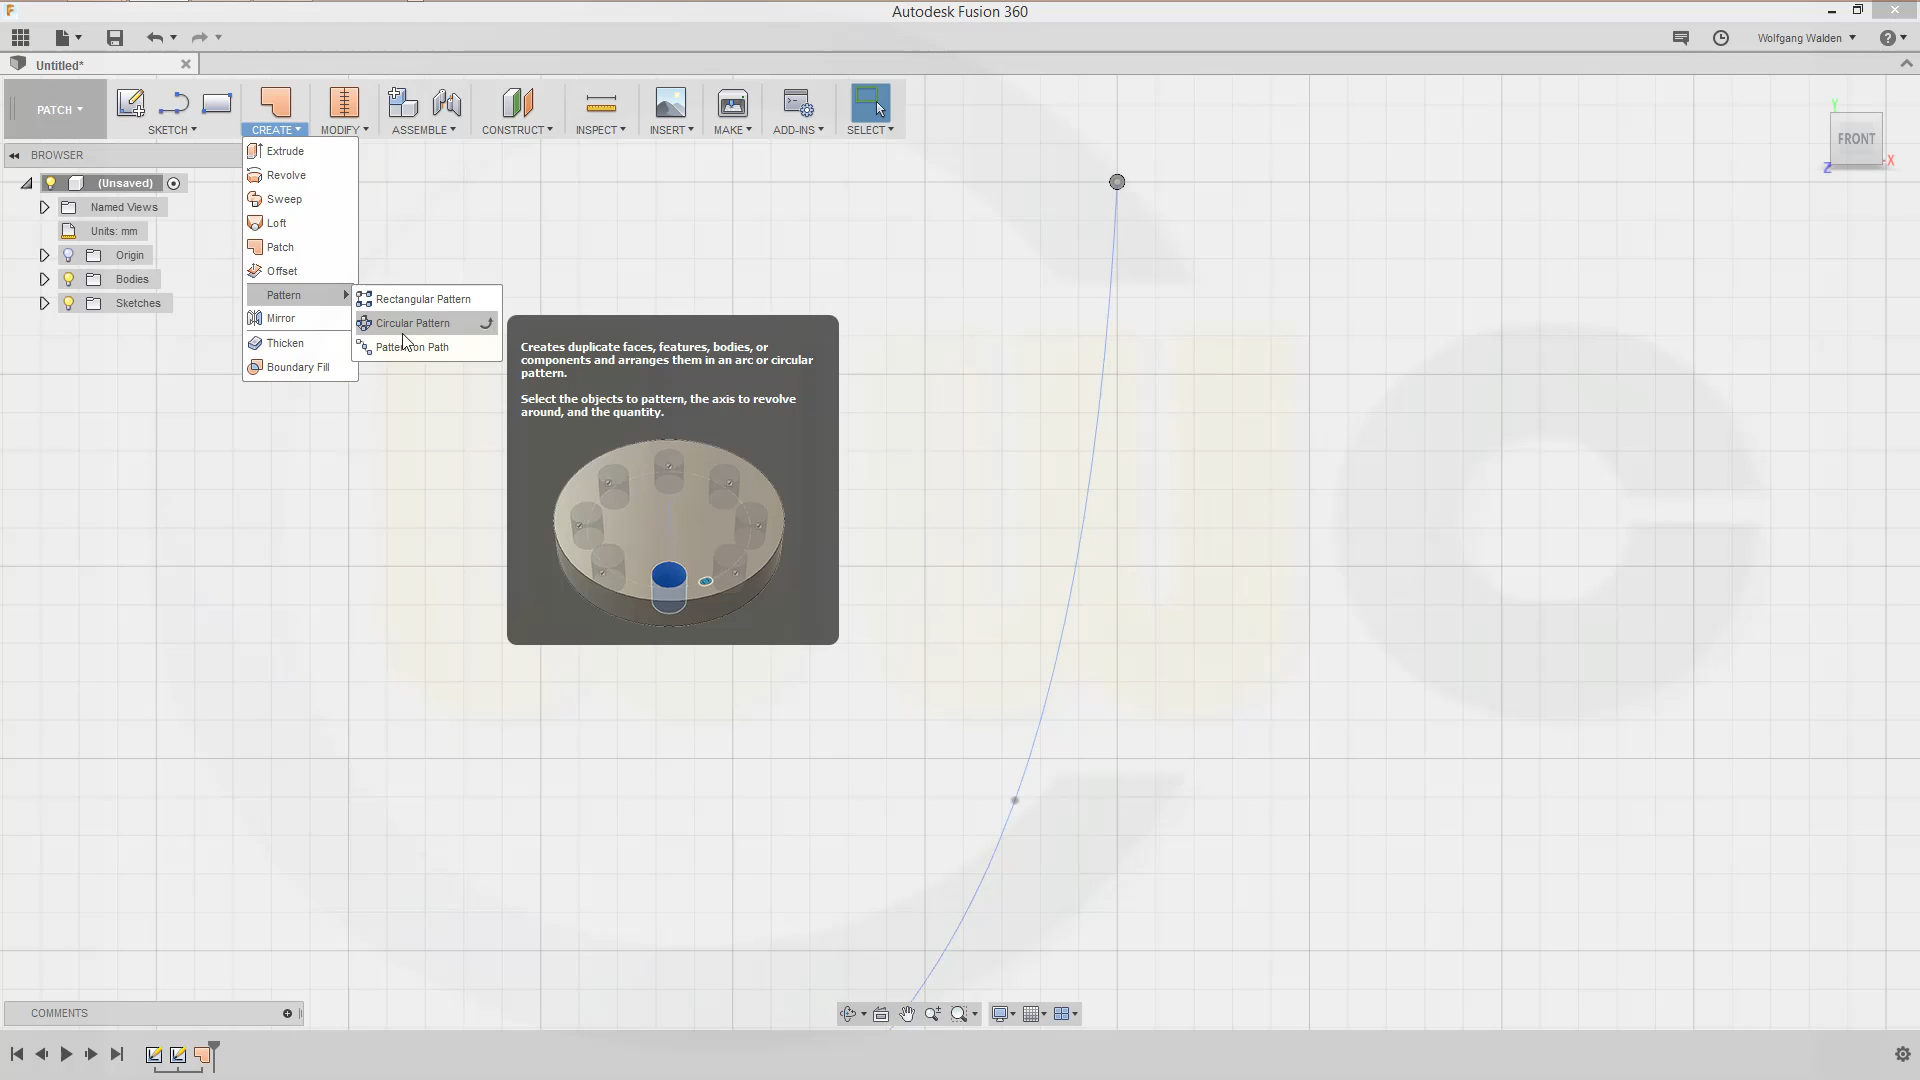 Autodesk Fusion 360
Wolfgang Walden
Untitled*
PATCH
SKETCH
CREATE
MODIFY
ASSEMBLE
CONSTRUCT
INSPECT
INSERT
MAKE
ADD-INS
SELECT
BROWSER
(Unsaved)
Named Views
Units: mm
Origin
Bodies
Sketches
Extrude
Revolve
Sweep
Loft
Patch
Offset
Pattern
Mirror
Thicken
Boundary Fill
Rectangular Pattern
Circular Pattern
Pattern on Path
Creates duplicate faces, features, bodies, or
components and arranges them in an arc or circular
pattern.
Select the objects to pattern, the axis to revolve
around, and the quantity.
Y
FRONT
X
Z
COMMENTS